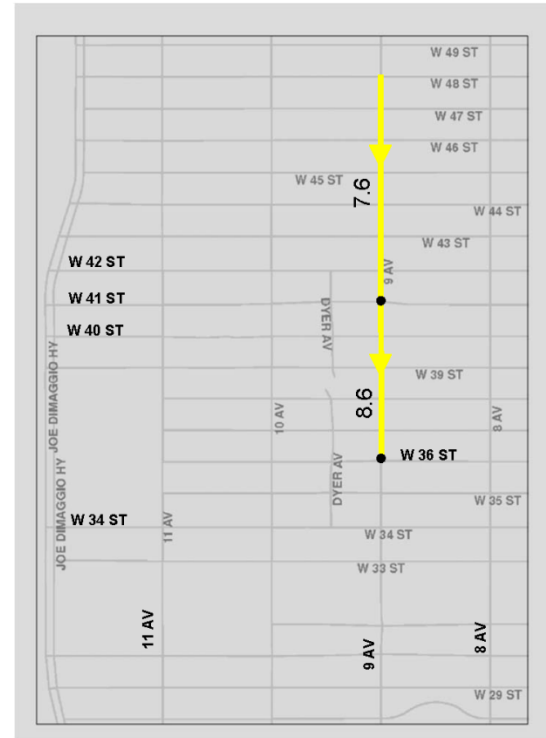 W 49 ST
W 48 ST
W 47 ST
W 46 ST
W 45 ST
7.6
W 44 ST
W 43 ST
W 42 ST
9 AV
W 41 ST
DYER AV
W 40 ST
JOE DIMAGGIO HY
W 39 ST
8.6
10 AV
8 AV
W 36 ST
JOE DIMAGGIO HY
DYER AV
W 35 ST
W 34 ST
11 AV
W 34 ST
W 33 ST
11 AV
9 AV
8 AV
W 29 ST